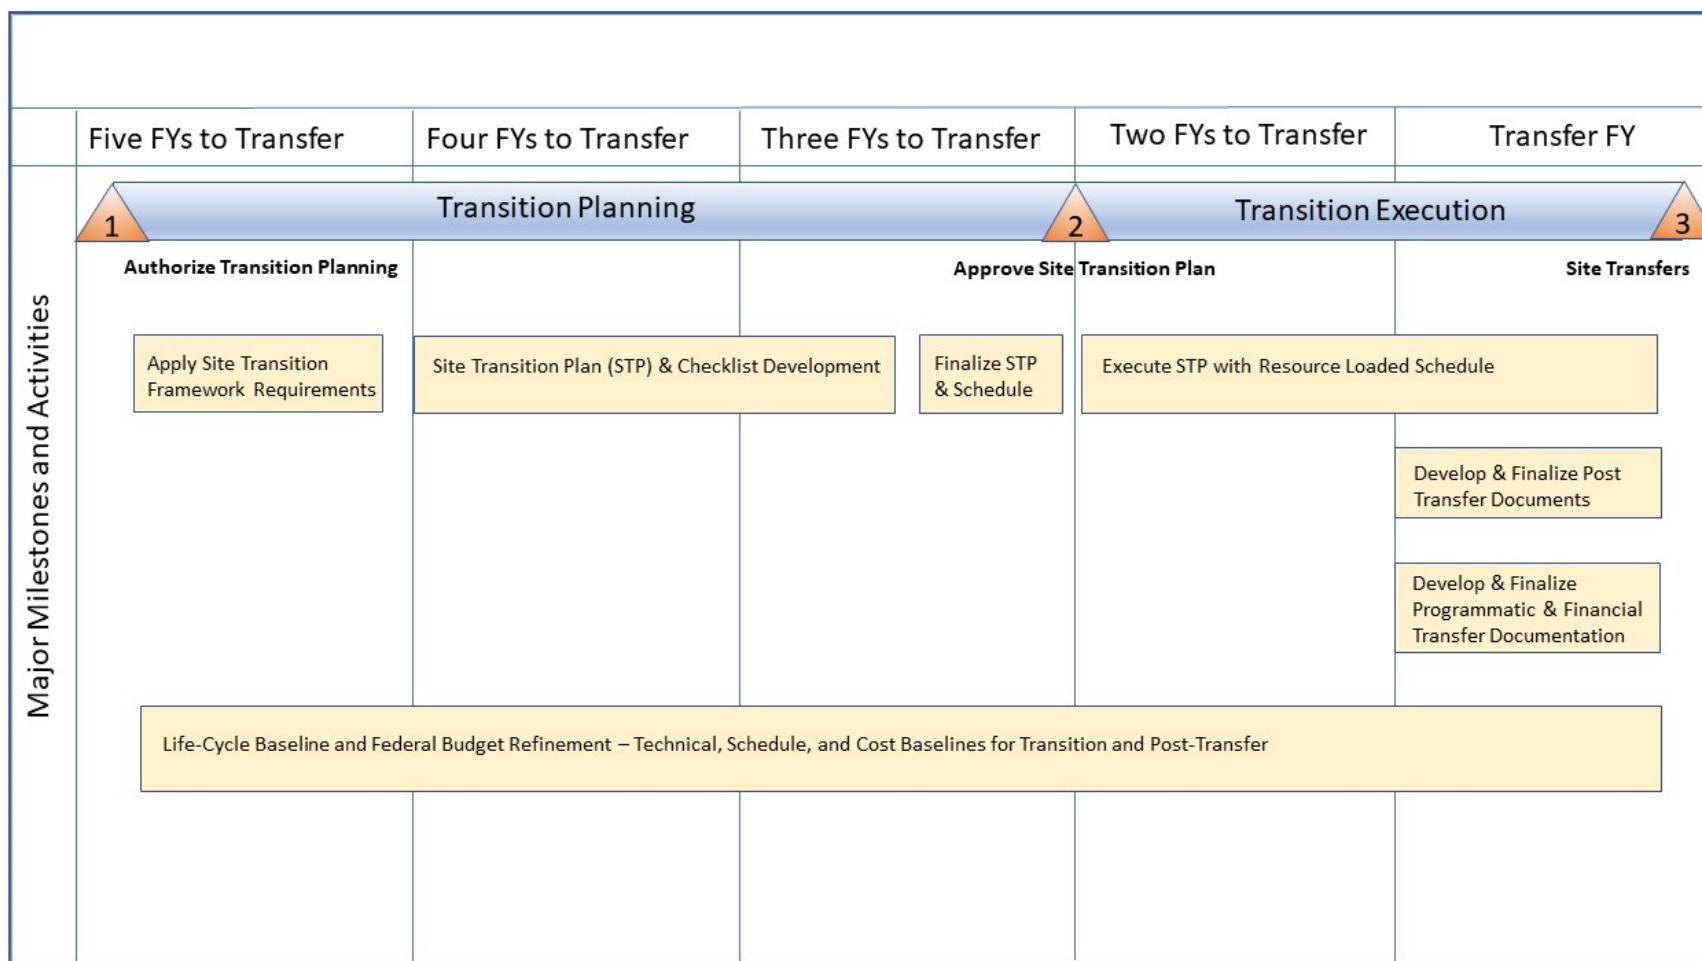 Five FYs to Transfer
Four FYs to Transfer
Three FYs to Transfer
Two FYs to Transfer
Transfer FY
Major Milestones and Activities
Transition Planning
Transition Execution
1
2
3
Authorize Transition Planning
Approve Site Transition Plan
Site Transfers
Apply Site Transition
Framework Requirements
Site Transition Plan (STP) & Checklist Development
Finalize STP
& Schedule
Execute STP with Resource Loaded Schedule
Develop & Finalize Post
Transfer Documents
Develop & Finalize
Programmatic & Financial
Transfer Documentation
Life-Cycle Baseline and Federal Budget Refinement – Technical, Schedule, and Cost Baselines for Transition and Post-Transfer